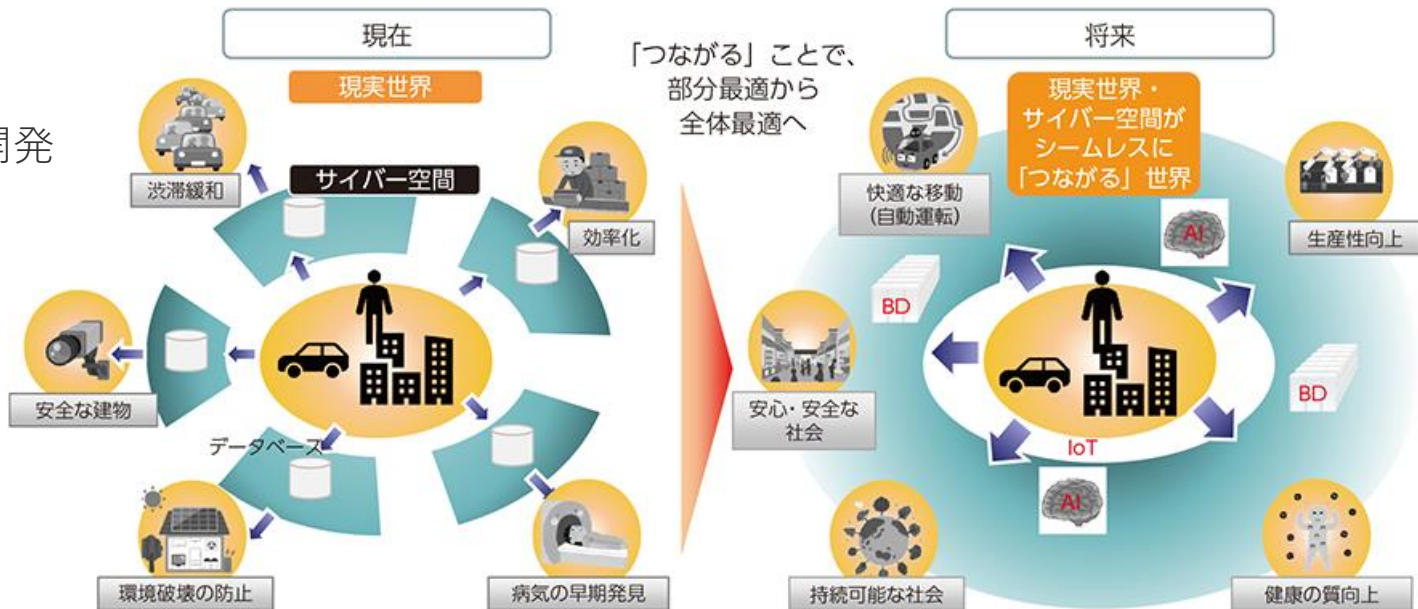 開発
現在
現実世界
サイバー空間
渋滞緩和
効率化
安全な建物
データベース
環境破壊の防止
病気の早期発見
「つながる」ことで、
部分最適から
全体最適へ
将来
現実世界・
サイバー空間が
シームレスに
「つながる」世界
快適な移動
(自動運転)
AI
生産性向上
BD
安心・安全な
社会
BD
IoT
AI
持続可能な社会
健康の質向上